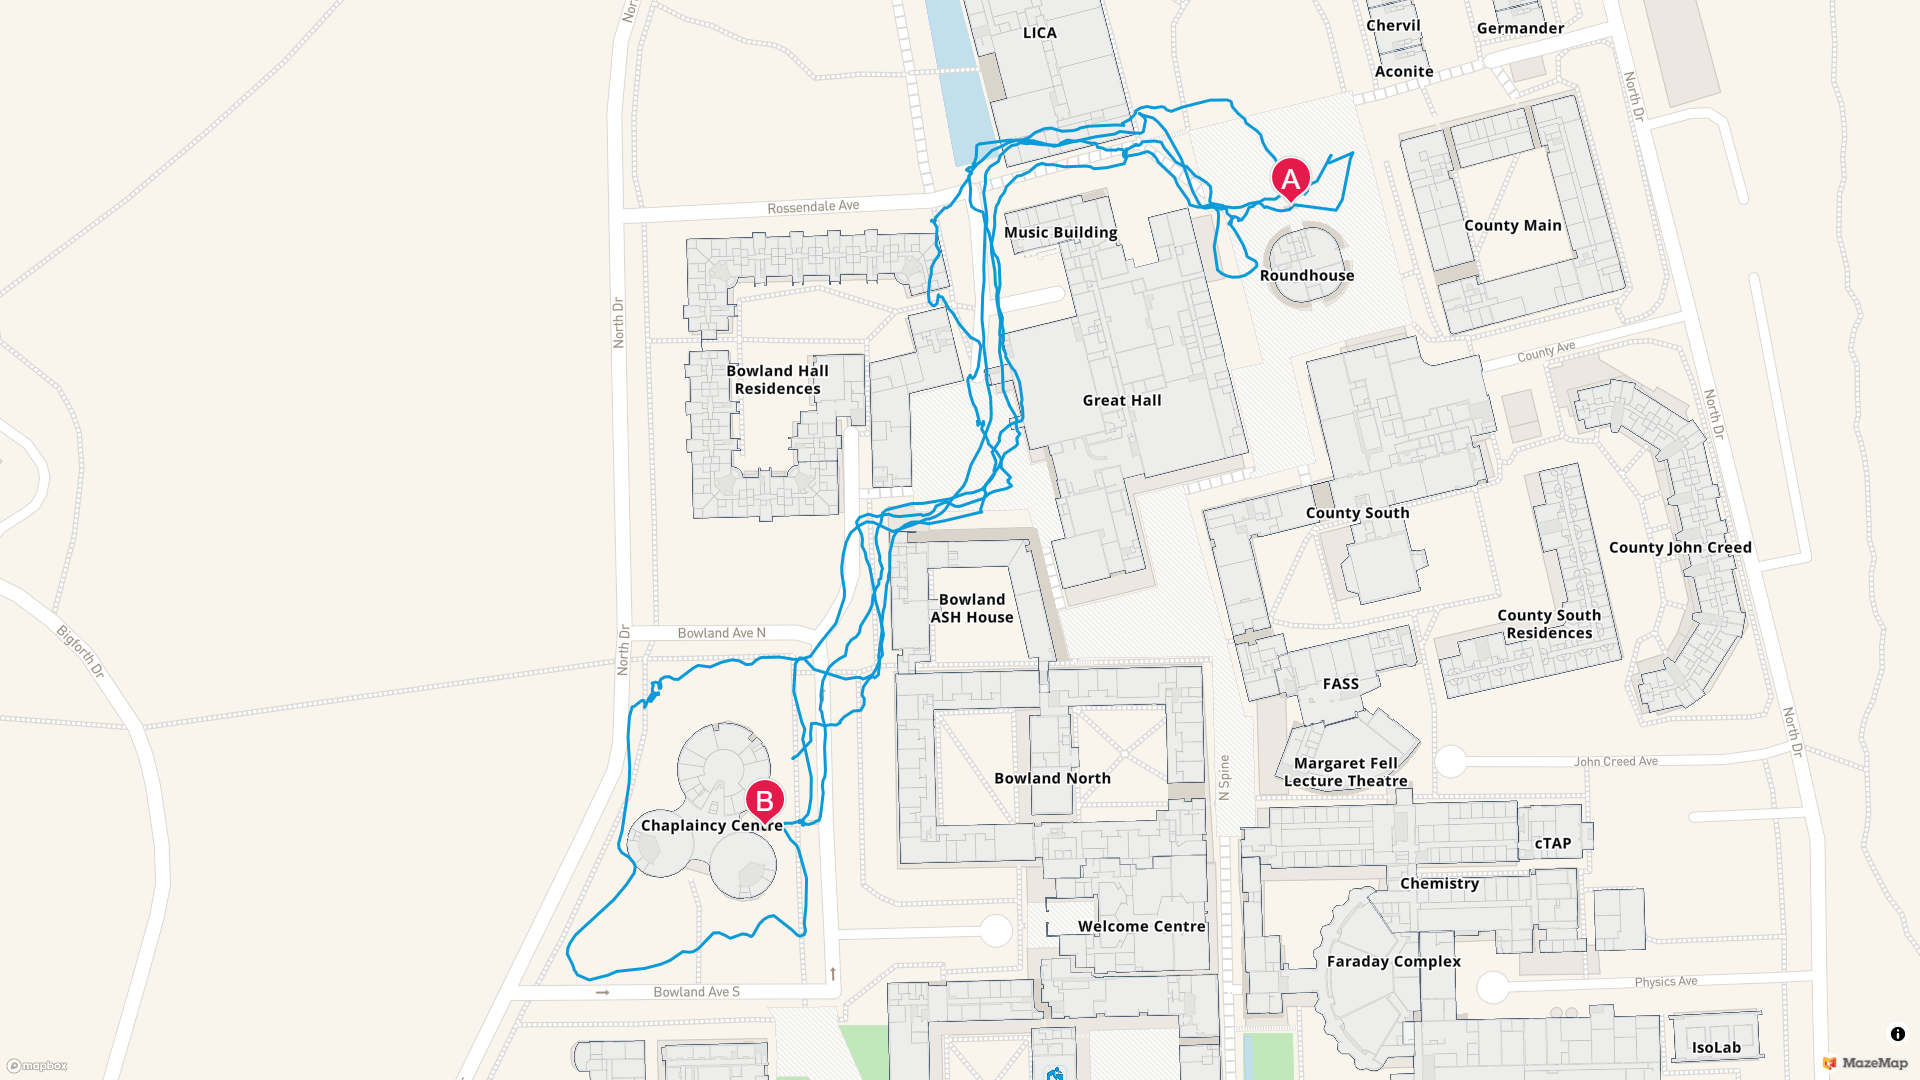 LICA
Chervil
Germander
Aconite
North Dr
A
Rossendale Ave
Music Building
County Main
Roundhouse
North Dr
County Ave
Bowland Hall
Residences
Great Hall
North Dr
County South
County John Creed
Bowland
ASH House
County South
Residences
Bowland Ave N
North Dr
Bigforth Dr
FASS
North Dr
Margaret Fell
Lecture Theatre
John Creed Ave
Bowland North
N Spine
B
Chaplaincy Centre
cTAP
Chemistry
Welcome Centre
Faraday Complex
Physics Ave
Bowland Ave S
IsoLab
mapbox
MazeMap